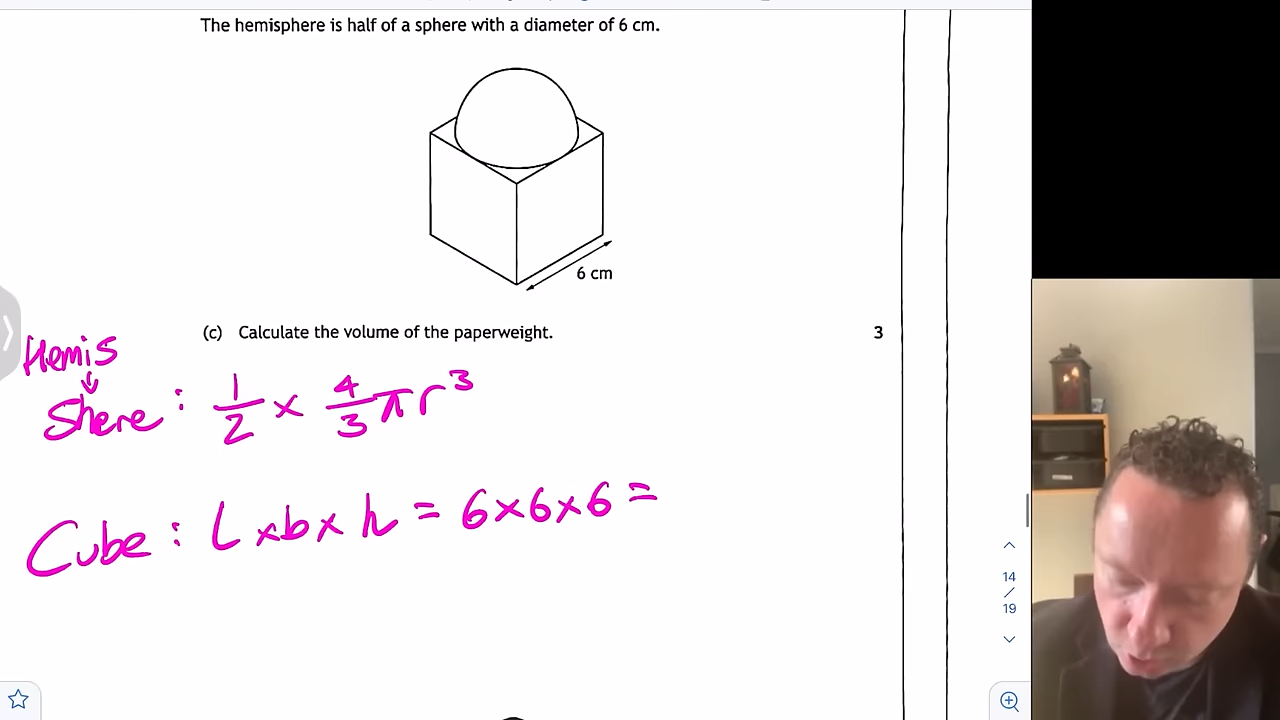 The hemisphere is half of a sphere with a diameter of 6 cm.
6 cm
(c) Calculate the volume of the paperweight. 3
Hemis
Shere : 1/2 × 4/3 πr³
Cube : L × b × h = 6 × 6 × 6 =
14
/
19